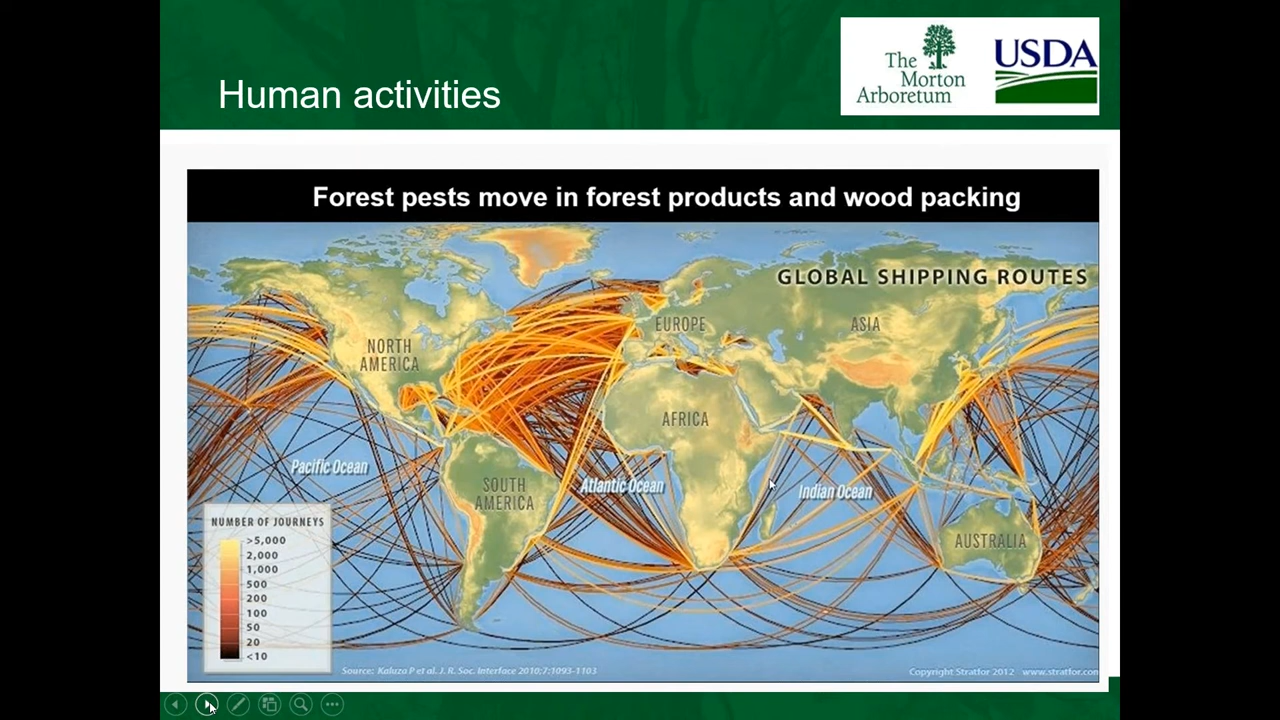 Human activities
The
Morton
Arboretum
USDA
Forest pests move in forest products and wood packing
GLOBAL SHIPPING ROUTES
NORTH
AMERICA
EUROPE
ASIA
AFRICA
Pacific Ocean
SOUTH
AMERICA
Atlantic Ocean
Indian Ocean
AUSTRALIA
NUMBER OF JOURNEYS
>5,000
2,000
1,000
500
200
100
50
20
<10
Source: Kaluza P et al. J. R. Soc. Interface 2010;7:1093-1103
Copyright Stratfor 2012 www.stratfor.com